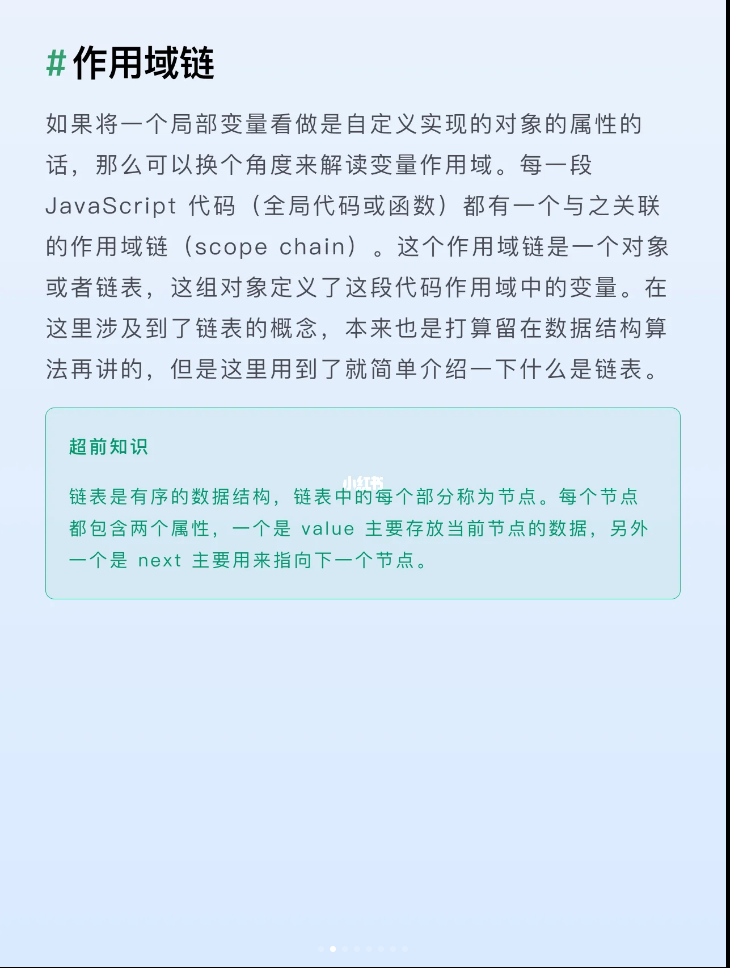 # 作用域链
如果将一个局部变量看做是自定义实现的对象的属性的
话，那么可以换个角度来解读变量作用域。每一段
JavaScript 代码（全局代码或函数）都有一个与之关联
的作用域链（scope chain）。这个作用域链是一个对象
或者链表，这组对象定义了这段代码作用域中的变量。在
这里涉及到了链表的概念，本来也是打算留在数据结构算
法再讲的，但是这里用到了就简单介绍一下什么是链表。
超前知识
小红书
链表是有序的数据结构，链表中的每个部分称为节点。每个节点
都包含两个属性，一个是 value 主要存放当前节点的数据，另外
一个是 next 主要用来指向下一个节点。